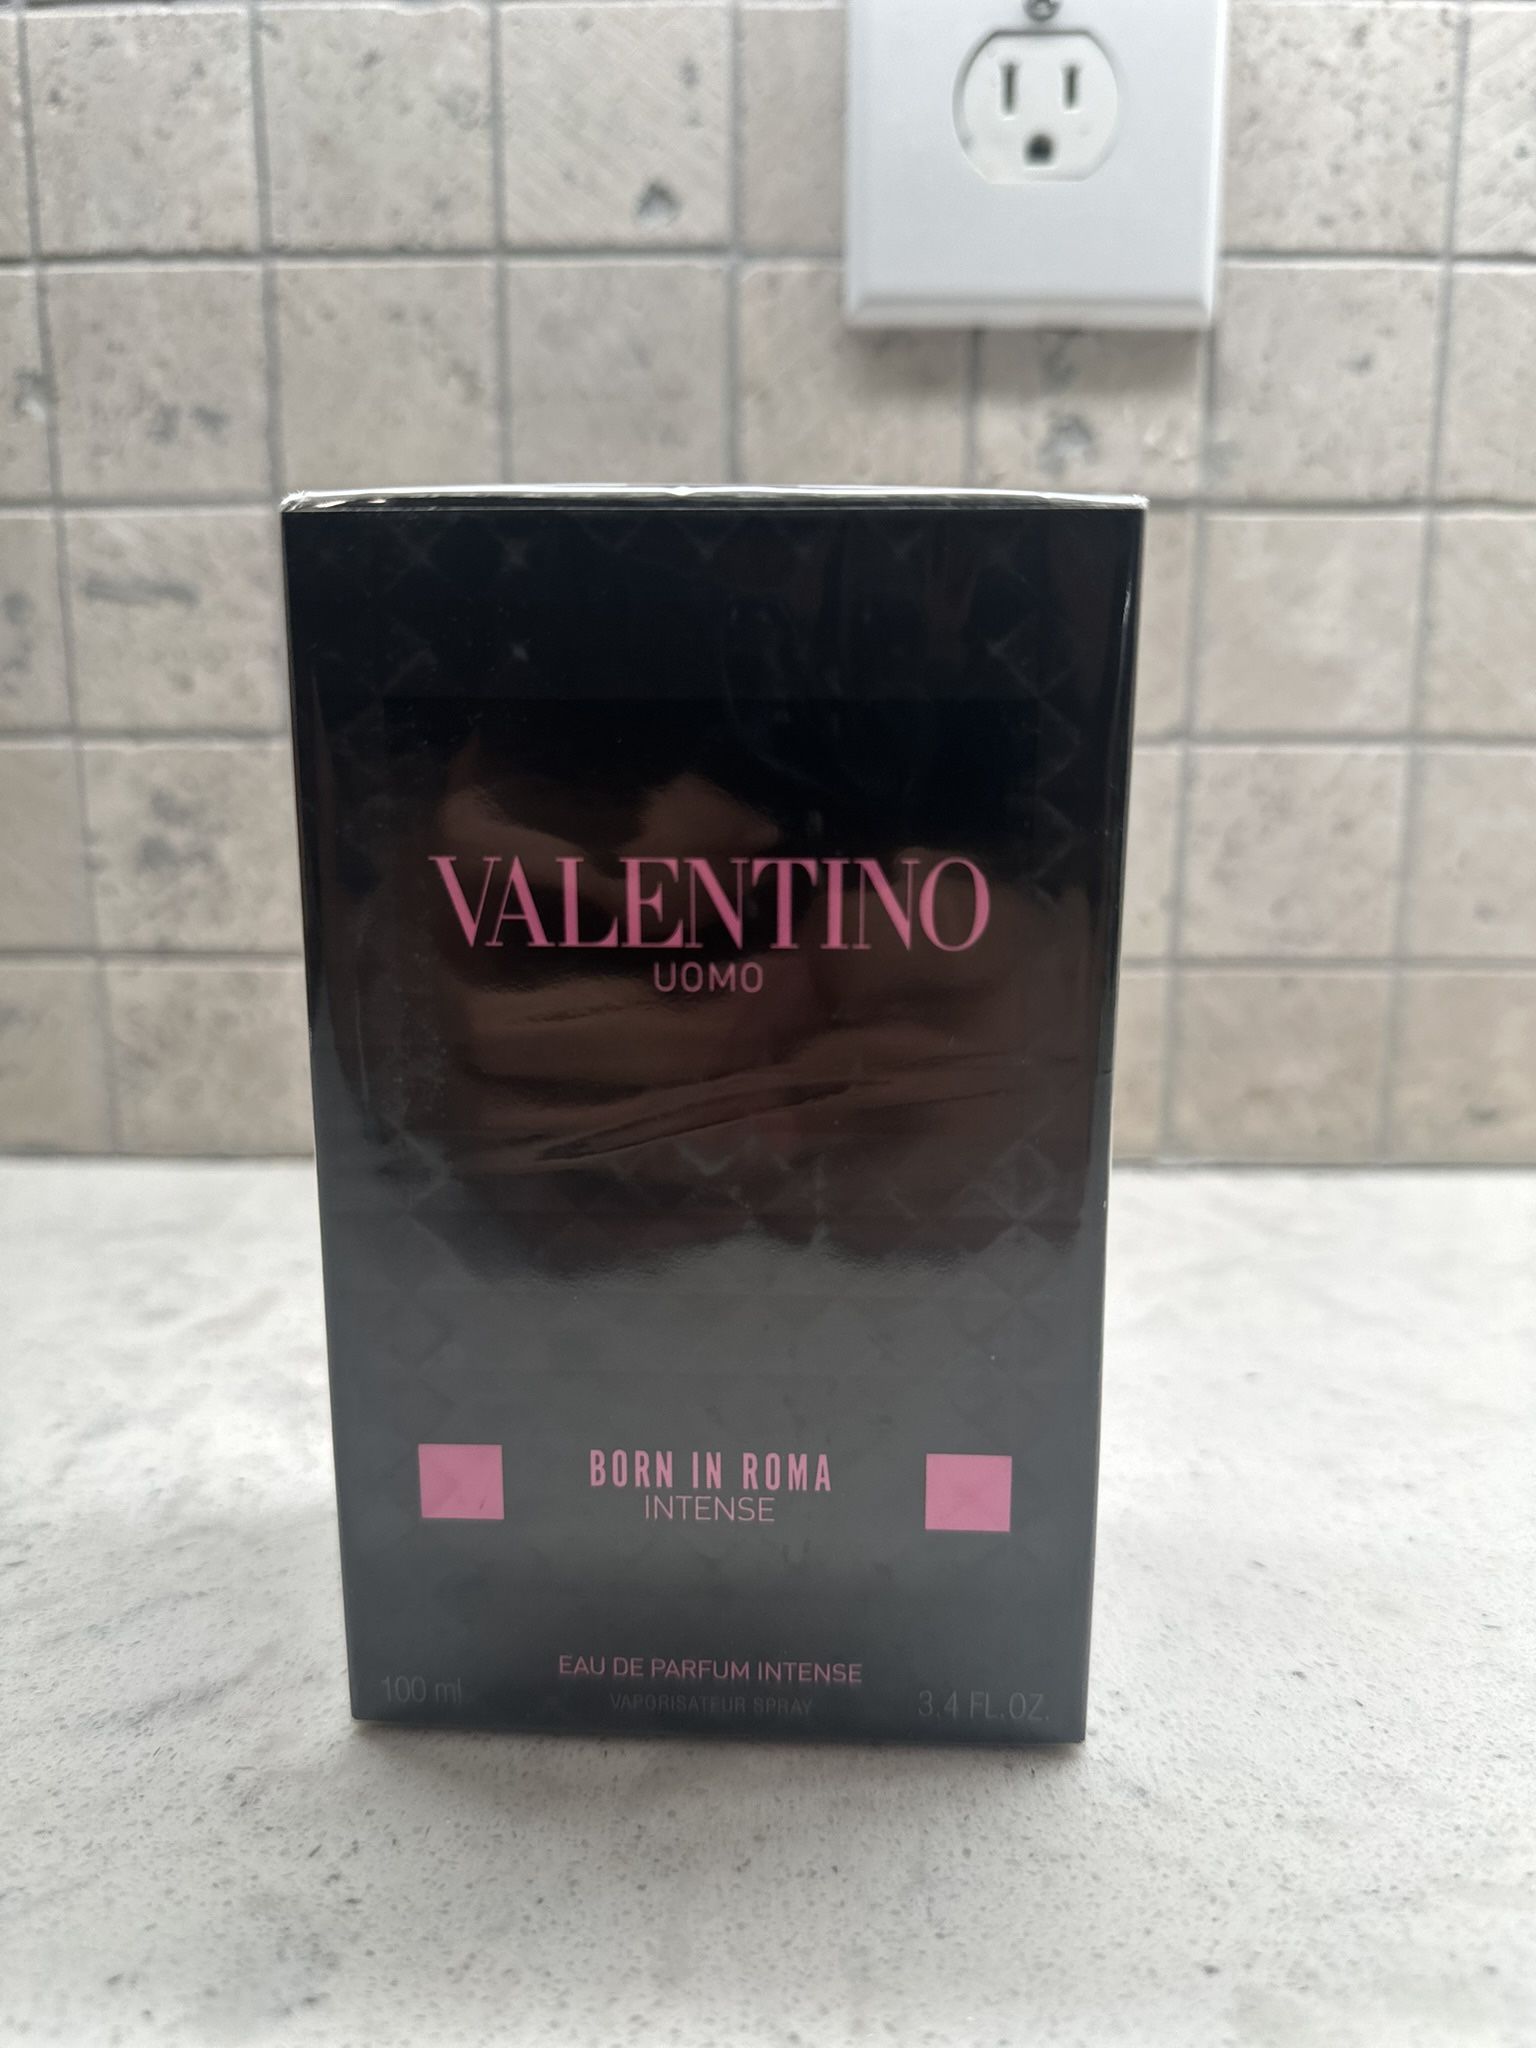 VALENTINO
UOMO
BORN IN ROMA
INTENSE
EAU DE PARFUM INTENSE
100 ml VAPORISATEUR SPRAY 3.4 FL.OZ.